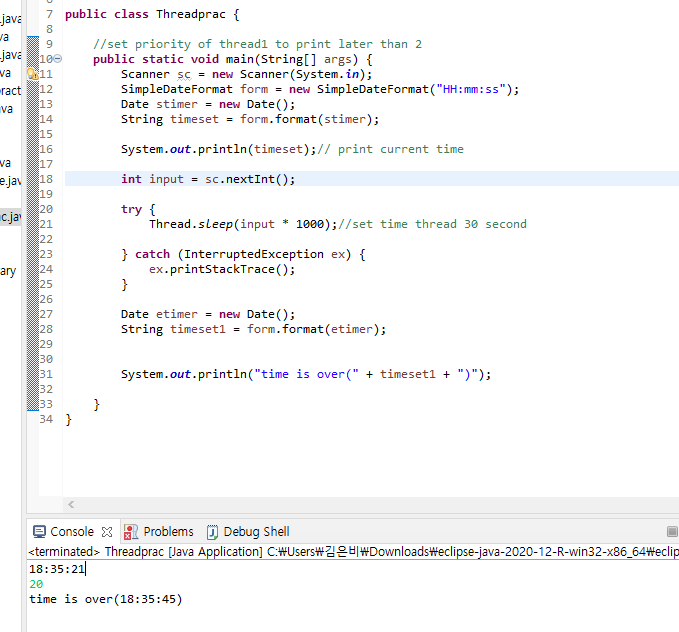 .java
va
.java
va
pract
ava
va
e.jav
c.jav
ary
7 public class Threadprac {
8
9 //set priority of thread1 to print later than 2
10 public static void main(String[] args) {
11 Scanner sc = new Scanner(System.in);
12 SimpleDateFormat form = new SimpleDateFormat("HH:mm:ss");
13 Date stimer = new Date();
14 String timeset = form.format(stimer);
15
16 System.out.println(timeset);// print current time
17
18 int input = sc.nextInt();
19
20 try {
21 Thread.sleep(input * 1000);//set time thread 30 second
22
23 } catch (InterruptedException ex) {
24 ex.printStackTrace();
25 }
26
27 Date etimer = new Date();
28 String timeset1 = form.format(etimer);
29
30
31 System.out.println("time is over(" + timeset1 + ")");
32
33 }
34 }
Console Problems Debug Shell
<terminated> Threadprac [Java Application] C:₩Users₩김은비₩Downloads₩eclipse-java-2020-12-R-win32-x86_64₩eclip
18:35:21
20
time is over(18:35:45)